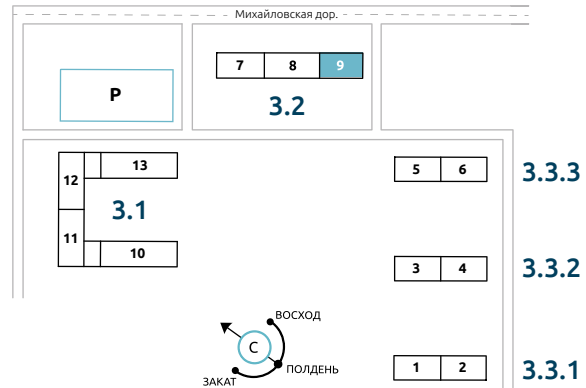 Михайловская дор.
7 8 9
3.2
P
13
12
3.1
11
10
5 6
3.3.3
3 4
3.3.2
ВОСХОД
С
ПОЛДЕНЬ
ЗАКАТ
1 2
3.3.1